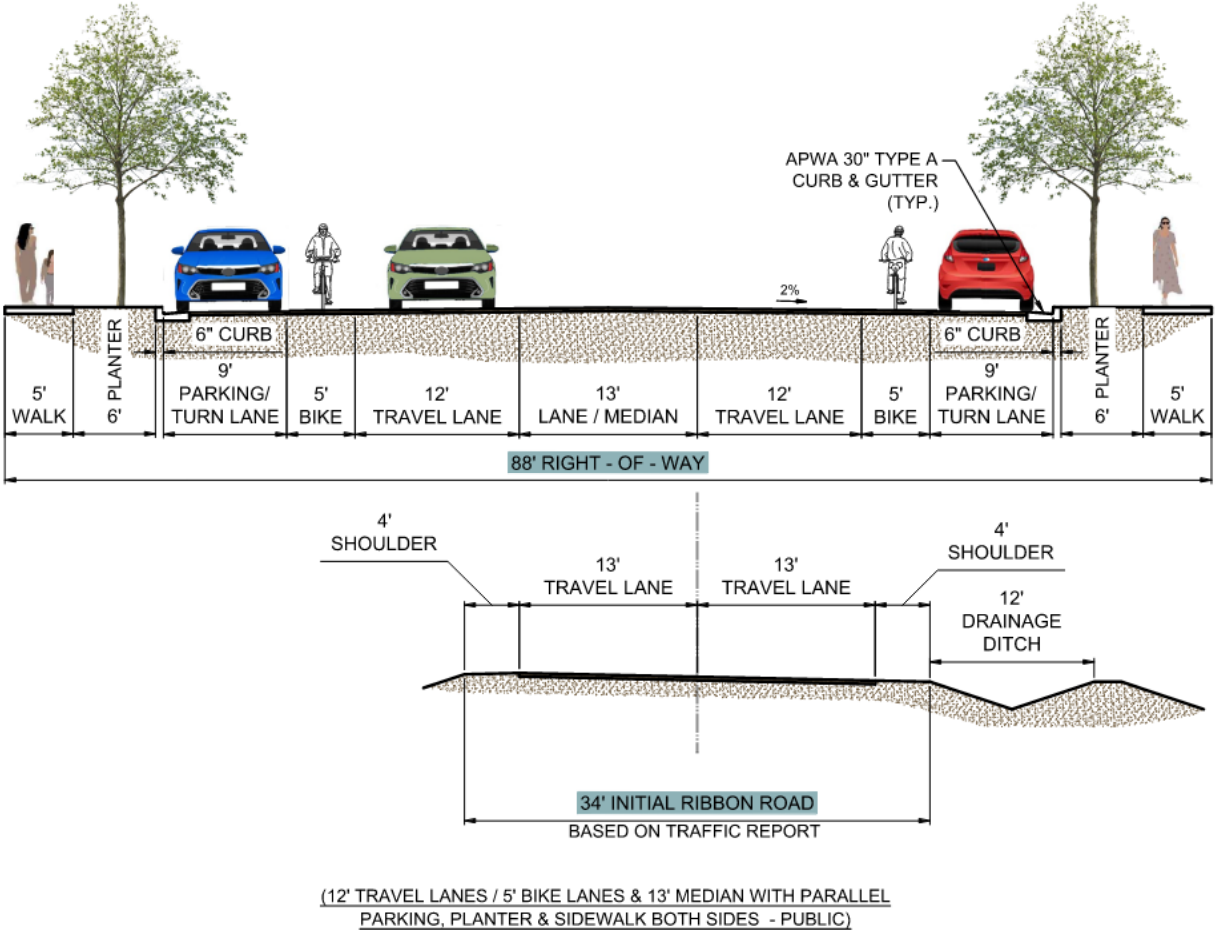 APWA 30" TYPE A
CURB & GUTTER
(TYP.)
2%
6" CURB
6" CURB
5'
WALK
6' PLANTER
9'
PARKING/
TURN LANE
5'
BIKE
12'
TRAVEL LANE
13'
LANE / MEDIAN
12'
TRAVEL LANE
5'
BIKE
9'
PARKING/
TURN LANE
6' PLANTER
5'
WALK
88' RIGHT - OF - WAY
4'
SHOULDER
13'
TRAVEL LANE
13'
TRAVEL LANE
4'
SHOULDER
12'
DRAINAGE
DITCH
34' INITIAL RIBBON ROAD
BASED ON TRAFFIC REPORT
(12' TRAVEL LANES / 5' BIKE LANES & 13' MEDIAN WITH PARALLEL
PARKING, PLANTER & SIDEWALK BOTH SIDES - PUBLIC)